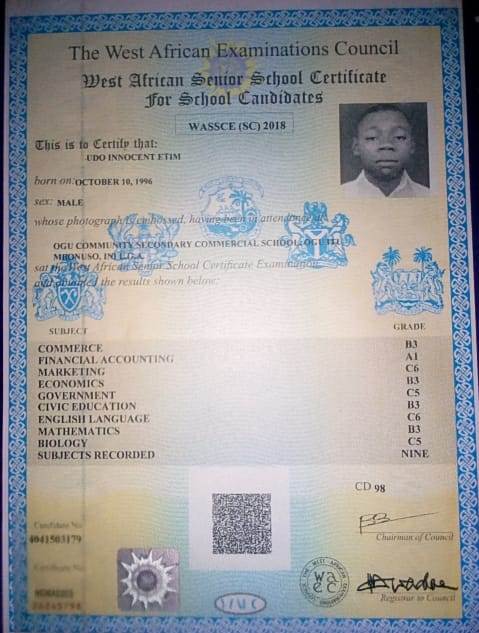 The West African Examinations Council
West African Senior School Certificate
For School Candidates
WASSCE (SC) 2018
This is to Certify that:
UDO INNOCENT ETIM
born on: OCTOBER 10, 1996
sex: MALE
whose photograph is embossed, having been in attendance at
OGU COMMUNITY SECONDARY COMMERCIAL SCHOOL, OGU ITU
MBONUSO, INI L.G.A.
sat the West African Senior School Certificate Examination
and obtained the results shown below:
SUBJECT GRADE
COMMERCE B3
FINANCIAL ACCOUNTING A1
MARKETING C6
ECONOMICS B3
GOVERNMENT C5
CIVIC EDUCATION B3
ENGLISH LANGUAGE C6
MATHEMATICS B3
BIOLOGY C5
SUBJECTS RECORDED NINE
CD 98
Candidate No
4041503179
Chairman of Council
Certificate No
Registrar to Council